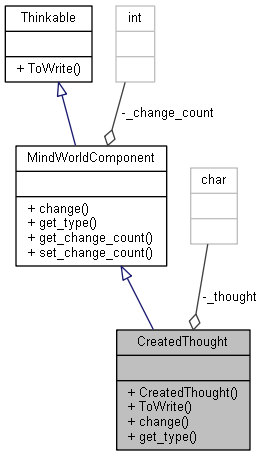 Thinkable
+ ToWrite()
int
-_change_count
MindWorldComponent
+ change()
+ get_type()
+ get_change_count()
+ set_change_count()
char
-_thought
CreatedThought
+ CreatedThought()
+ ToWrite()
+ change()
+ get_type()